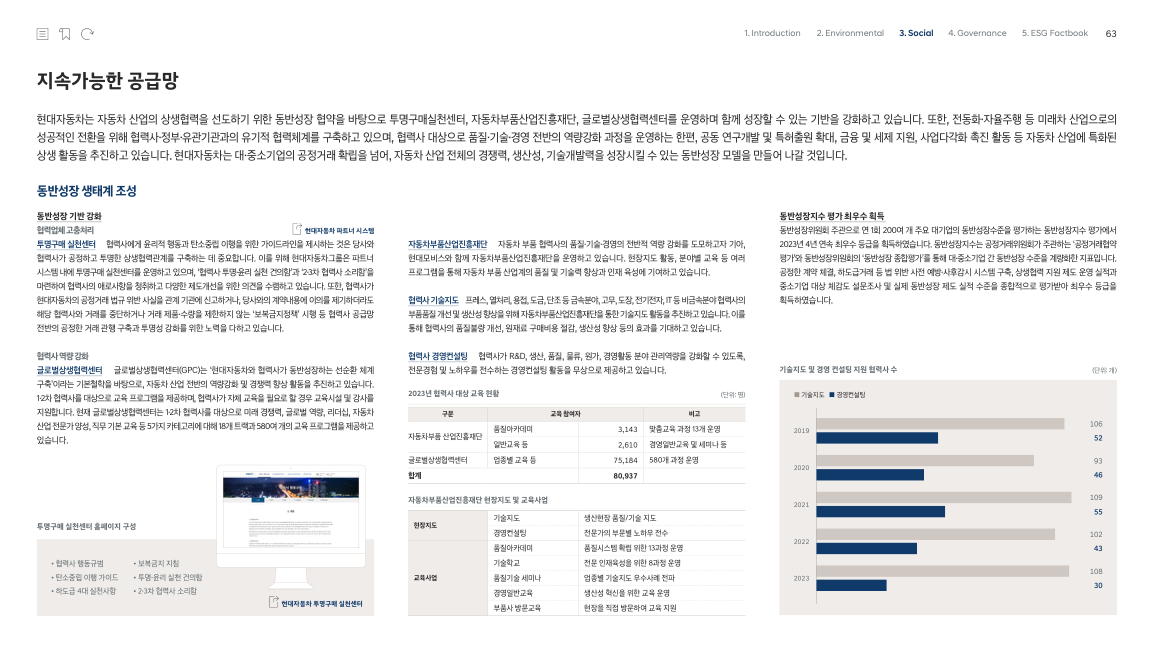 1. Introduction 2. Environmental 3. Social 4. Governance 5. ESG Factbook 63
지속가능한 공급망
현대자동차는 자동차 산업의 상생협력을 선도하기 위한 동반성장 협약을 바탕으로 투명구매실천센터, 자동차부품산업진흥재단, 글로벌상생협력센터를 운영하며 함께 성장할 수 있는 기반을 강화하고 있습니다. 또한, 전동화·자율주행 등 미래차 산업으로의
성공적인 전환을 위해 협력사·정부·유관기관과의 유기적 협력체계를 구축하고 있으며, 협력사 대상으로 품질·기술·경영 전반의 역량강화 과정을 운영하는 한편, 공동 연구개발 및 특허출원 확대, 금융 및 세제 지원, 사업다각화 촉진 활동 등 자동차 산업에 특화된
상생 활동을 추진하고 있습니다. 현대자동차는 대·중소기업의 공정거래 확립을 넘어, 자동차 산업 전체의 경쟁력, 생산성, 기술개발력을 성장시킬 수 있는 동반성장 모델을 만들어 나갈 것입니다.
동반성장 생태계 조성
동반성장 기반 강화
협력업체 고충처리
현대자동차 파트너 시스템
투명구매 실천센터 협력사에게 윤리적 행동과 탄소중립 이행을 위한 가이드라인을 제시하는 것은 당사와
협력사가 공정하고 투명한 상생협력관계를 구축하는 데 중요합니다. 이를 위해 현대자동차그룹은 파트너
시스템 내에 투명구매 실천센터를 운영하고 있으며, '협력사 투명·윤리 실천 건의함'과 '2·3차 협력사 소리함'을
마련하여 협력사의 애로사항을 청취하고 다양한 제도개선을 위한 의견을 수렴하고 있습니다. 또한, 협력사가
현대자동차의 공정거래 법규 위반 사실을 관계 기관에 신고하거나, 당사와의 계약내용에 이의를 제기하더라도
해당 협력사와 거래를 중단하거나 거래 제품·수량을 제한하지 않는 '보복금지정책' 시행 등 협력사 공급망
전반의 공정한 거래 관행 구축과 투명성 강화를 위한 노력을 다하고 있습니다.
협력사 역량 강화
글로벌상생협력센터 글로벌상생협력센터(GPC)는 '현대자동차와 협력사가 동반성장하는 선순환 체계
구축'이라는 기본철학을 바탕으로, 자동차 산업 전반의 역량강화 및 경쟁력 향상 활동을 추진하고 있습니다.
1·2차 협력사를 대상으로 교육 프로그램을 제공하며, 협력사가 자체 교육을 필요로 할 경우 교육시설 및 강사를
지원합니다. 현재 글로벌상생협력센터는 1·2차 협력사를 대상으로 미래 경쟁력, 글로벌 역량, 리더십, 자동차
산업 전문가 양성, 직무 기본 교육 등 5가지 카테고리에 대해 18개 트랙과 580여 개의 교육 프로그램을 제공하고
있습니다.
투명구매 실천센터 홈페이지 구성
• 협력사 행동규범 • 보복금지 지침
• 탄소중립 이행 가이드 • 투명·윤리 실천 건의함
• 하도급 4대 실천사항 • 2·3차 협력사 소리함
현대자동차 투명구매 실천센터
자동차부품산업진흥재단 자동차 부품 협력사의 품질·기술·경영의 전반적 역량 강화를 도모하고자 기아,
현대모비스와 함께 자동차부품산업진흥재단을 운영하고 있습니다. 현장지도 활동, 분야별 교육 등 여러
프로그램을 통해 자동차 부품 산업계의 품질 및 기술력 향상과 인재 육성에 기여하고 있습니다.
협력사 기술지도 프레스, 열처리, 용접, 도금, 단조 등 금속분야, 고무, 도장, 전기전자, IT 등 비금속분야 협력사의
부품품질 개선 및 생산성 향상을 위해 자동차부품산업진흥재단을 통한 기술지도 활동을 추진하고 있습니다. 이를
통해 협력사의 품질불량 개선, 원재료 구매비용 절감, 생산성 향상 등의 효과를 기대하고 있습니다.
협력사 경영컨설팅 협력사가 R&D, 생산, 품질, 물류, 원가, 경영활동 분야 관리역량을 강화할 수 있도록,
전문경험 및 노하우를 전수하는 경영컨설팅 활동을 무상으로 제공하고 있습니다.
2023년 협력사 대상 교육 현황 (단위: 명)
구분 교육 참여자 비고
자동차부품 산업진흥재단 품질아카데미 3,143 맞춤교육 과정 13개 운영
일반교육 등 2,610 경영일반교육 및 세미나 등
글로벌상생협력센터 업종별 교육 등 75,184 580개 과정 운영
합계 80,937
자동차부품산업진흥재단 현장지도 및 교육사업
현장지도 기술지도 생산현장 품질/기술 지도
경영컨설팅 전문가의 부문별 노하우 전수
교육사업 품질아카데미 품질시스템 확립 위한 13과정 운영
기술학교 전문 인재육성을 위한 8과정 운영
품질기술 세미나 업종별 기술지도 우수사례 전파
경영일반교육 생산성 혁신을 위한 교육 운영
부품사 방문교육 현장을 직접 방문하여 교육 지원
동반성장지수 평가 최우수 획득
동반성장위원회 주관으로 연 1회 200여 개 주요 대기업의 동반성장수준을 평가하는 동반성장지수 평가에서
2023년 4년 연속 최우수 등급을 획득하였습니다. 동반성장지수는 공정거래위원회가 주관하는 '공정거래협약
평가'와 동반성장위원회의 '동반성장 종합평가'를 통해 대·중소기업 간 동반성장 수준을 계량화한 지표입니다.
공정한 계약 체결, 하도급거래 등 법 위반 사전 예방·사후감시 시스템 구축, 상생협력 지원 제도 운영 실적과
중소기업 대상 체감도 설문조사 및 실제 동반성장 제도 실적 수준을 종합적으로 평가받아 최우수 등급을
획득하였습니다.
기술지도 및 경영 컨설팅 지원 협력사 수 (단위: 개)
기술지도 경영컨설팅
2019 106
52
2020 93
46
2021 109
55
2022 102
43
2023 108
30